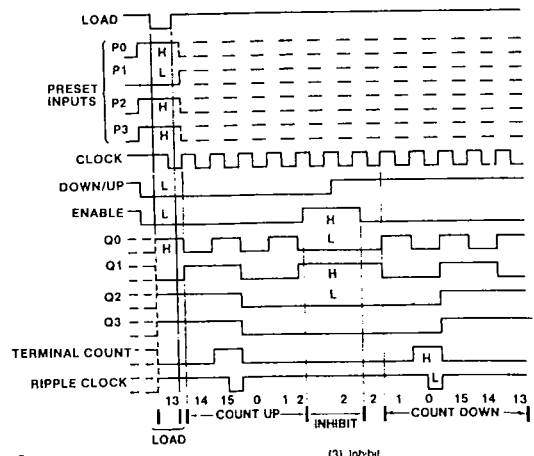 LOAD
P0 H
P1 L
PRESET
INPUTS
P2 H
P3 H
CLOCK
DOWN/UP L
ENABLE L H
Q0 H L
Q1 H
Q2 L
Q3
TERMINAL COUNT H
RIPPLE CLOCK L
13 14 15 0 1 2 2 2 1 0 15 14 13
COUNT UP INHIBIT COUNT DOWN
LOAD
(3) Inhibit